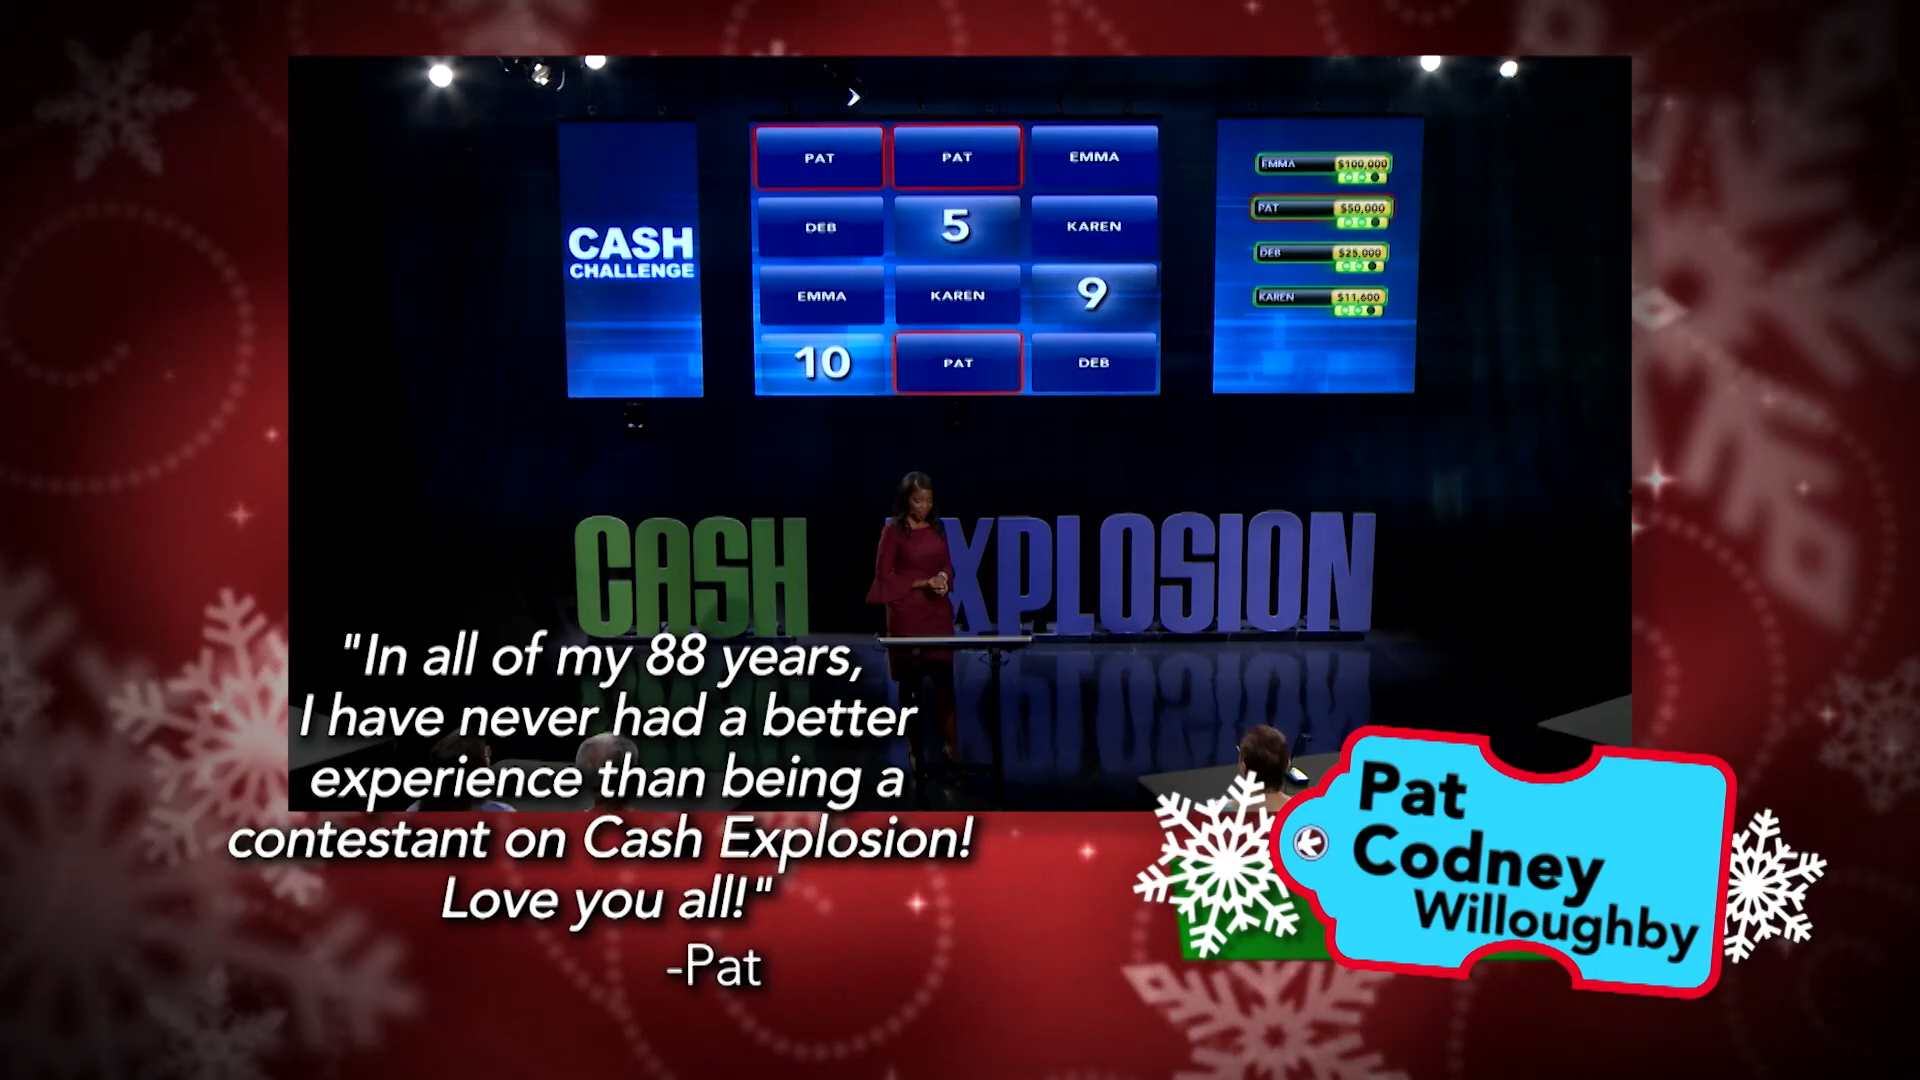 PAT PAT EMMA
DEB 5 KAREN
EMMA KAREN 9
10 PAT DEB
CASH
CHALLENGE
EMMA $100,000
PAT $50,000
DEB $25,000
KAREN $11,600
CASH EXPLOSION
"In all of my 88 years,
I have never had a better
experience than being a
contestant on Cash Explosion!
Love you all!"
-Pat
Pat
Codney
Willoughby